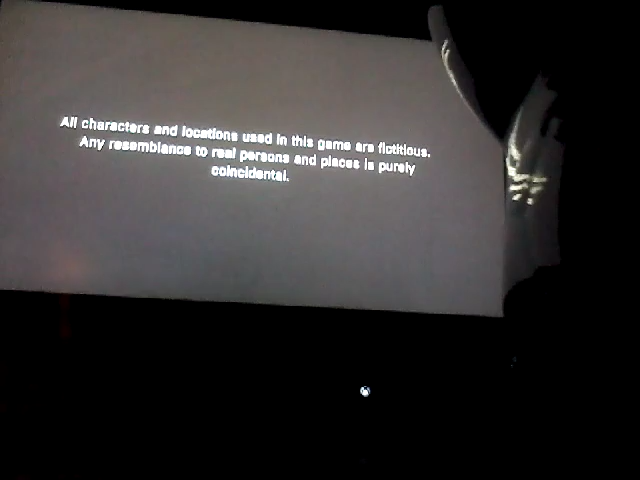 All characters and locations used in this game are fictitious.
Any resemblance to real persons and places is purely
coincidental.